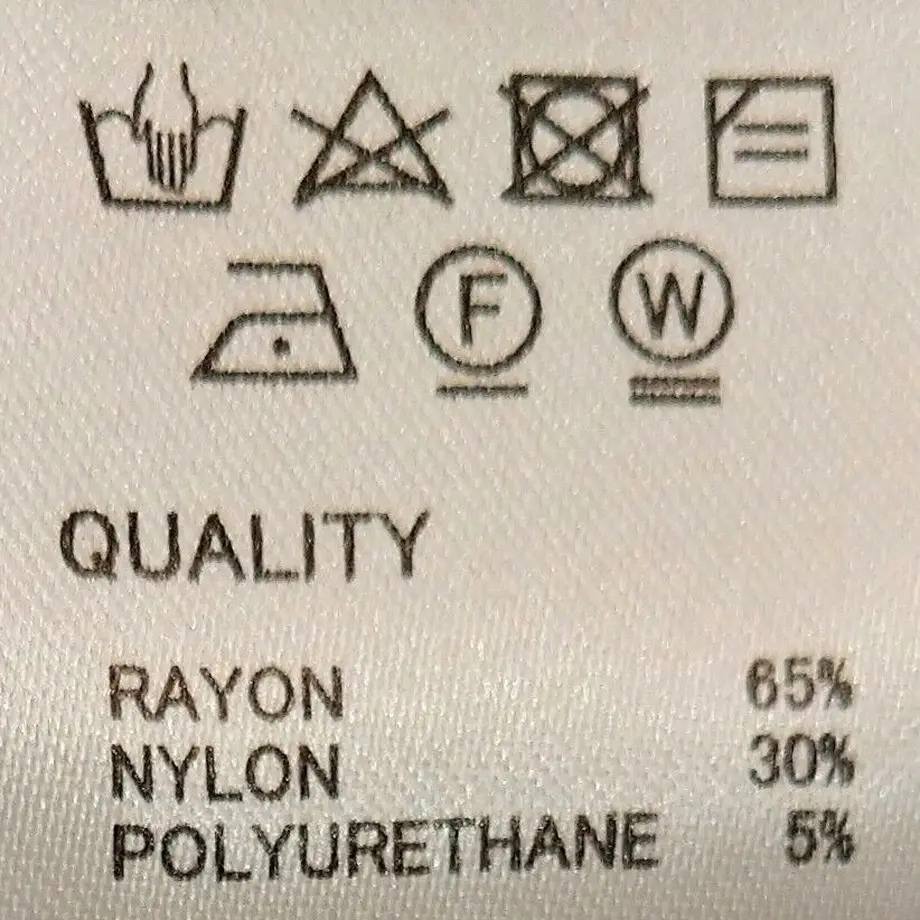 F W
QUALITY
RAYON 65%
NYLON 30%
POLYURETHANE 5%